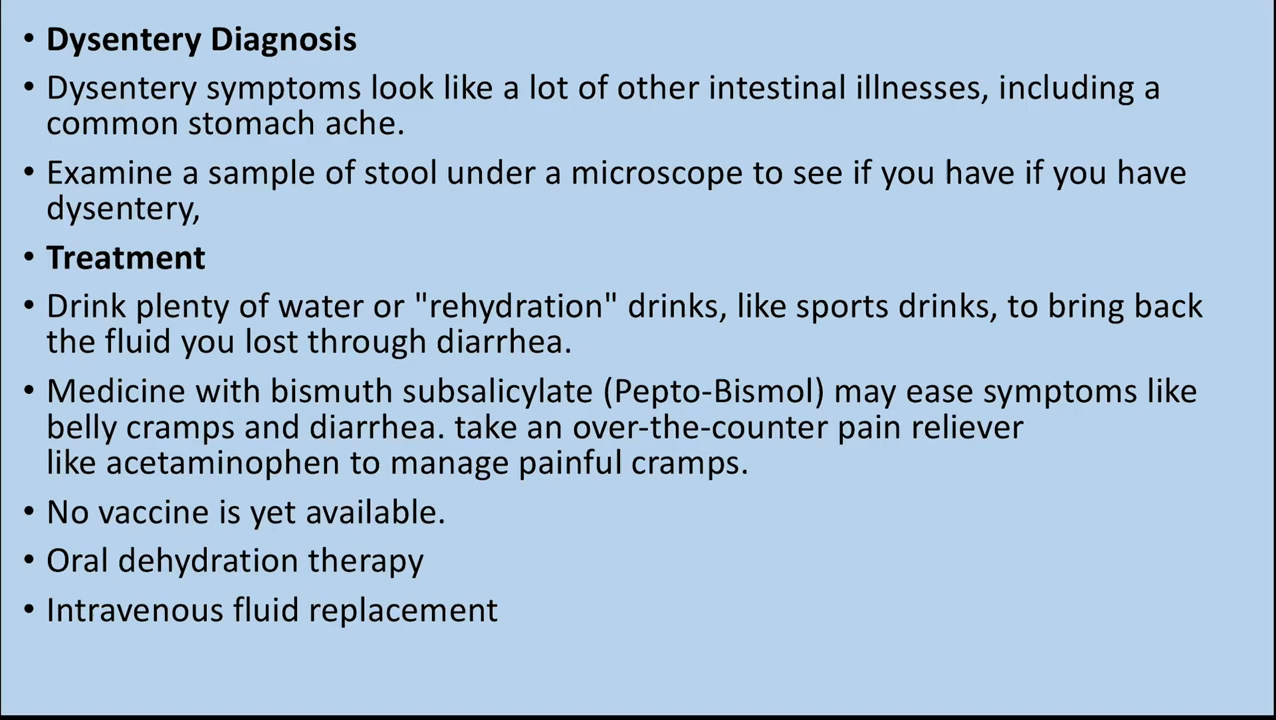 • Dysentery Diagnosis
• Dysentery symptoms look like a lot of other intestinal illnesses, including a
common stomach ache.
• Examine a sample of stool under a microscope to see if you have if you have
dysentery,
• Treatment
• Drink plenty of water or "rehydration" drinks, like sports drinks, to bring back
the fluid you lost through diarrhea.
• Medicine with bismuth subsalicylate (Pepto-Bismol) may ease symptoms like
belly cramps and diarrhea. take an over-the-counter pain reliever
like acetaminophen to manage painful cramps.
• No vaccine is yet available.
• Oral dehydration therapy
• Intravenous fluid replacement